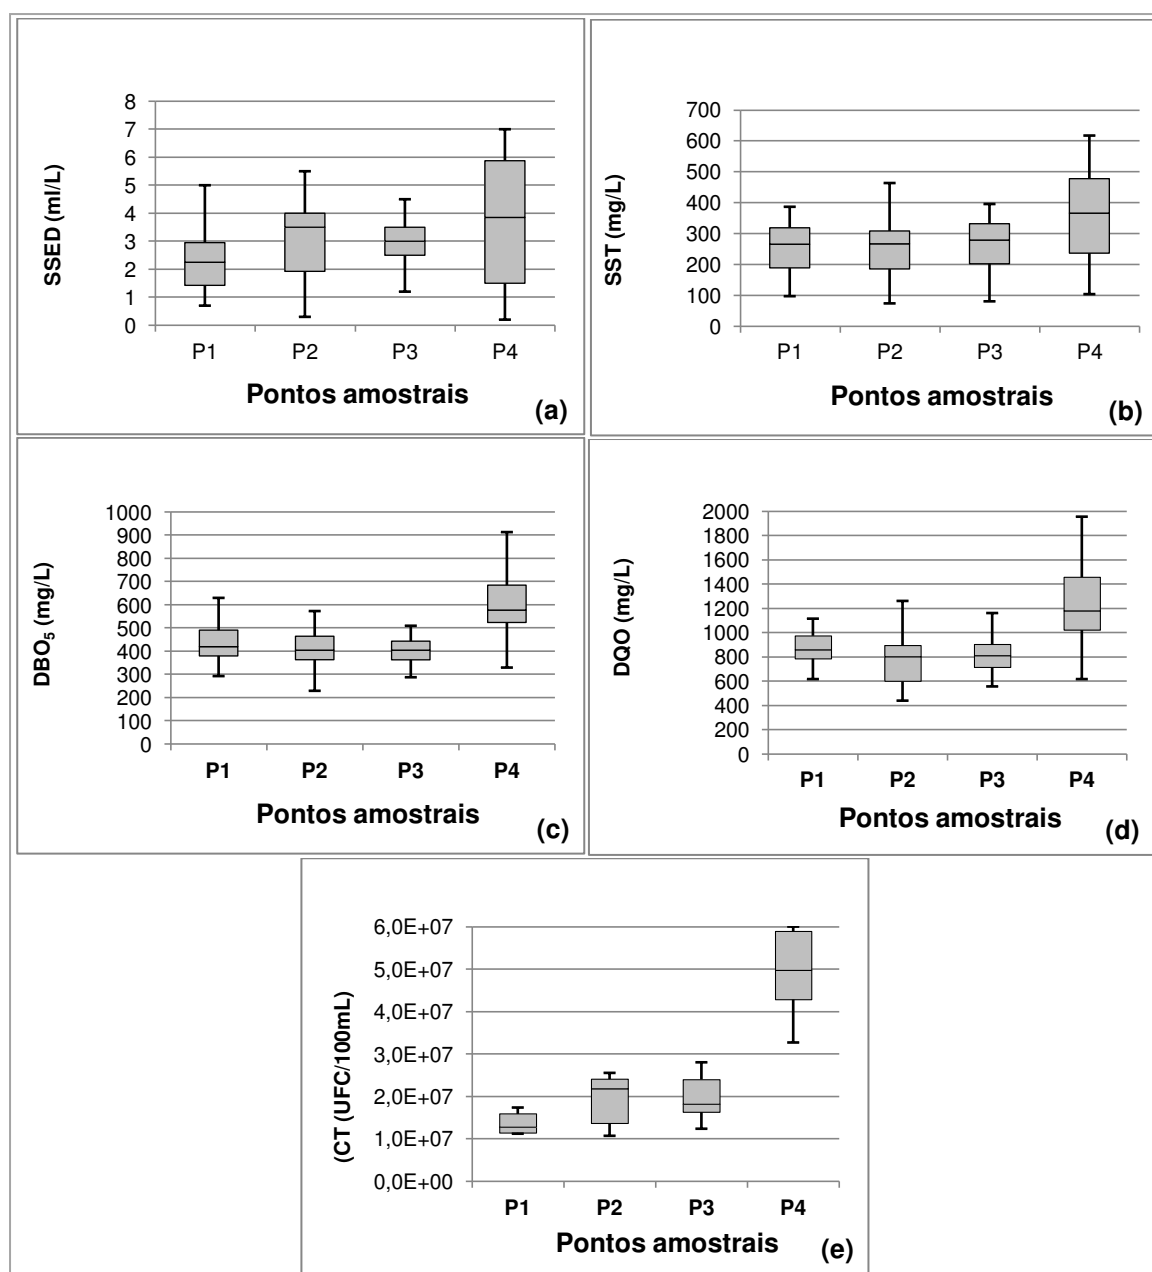 8
7
6
5
4
3
2
1
0
SSED (ml/L)
P1 P2 P3 P4
Pontos amostrais
(a)
700
600
500
400
300
200
100
0
SST (mg/L)
P1 P2 P3 P4
Pontos amostrais
(b)
1000
900
800
700
600
500
400
300
200
100
0
DBO5 (mg/L)
P1 P2 P3 P4
Pontos amostrais
(c)
2000
1800
1600
1400
1200
1000
800
600
400
200
0
DQO (mg/L)
P1 P2 P3 P4
Pontos amostrais
(d)
6,0E+07
5,0E+07
4,0E+07
3,0E+07
2,0E+07
1,0E+07
0,0E+00
(CT (UFC/100mL)
P1 P2 P3 P4
Pontos amostrais
(e)